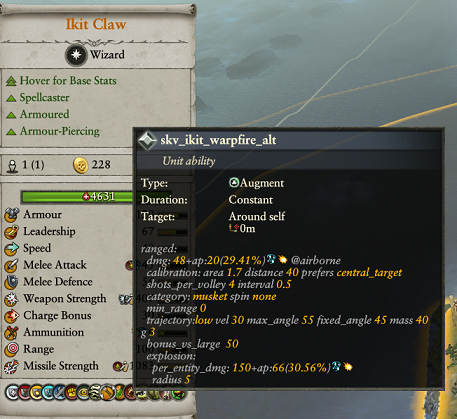 Ikit Claw
Wizard
Hover for Base Stats
Spellcaster
Armoured
Armour-Piercing
1 (1) 228
4631
Armour
Leadership 67
Speed
Melee Attack
Melee Defence
Weapon Strength
Charge Bonus
Ammunition
Range
Missile Strength
skv_ikit_warpfire_alt
Unit ability
Type: Augment
Duration: Constant
Target: Around self
0m
ranged:
dmg: 48+ap:20(29.41%) @airborne
calibration: area 1.7 distance 40 prefers central_target
shots_per_volley 4 interval 0.5
category: musket spin none
min_range 0
trajectory:low vel 30 max_angle 55 fixed_angle 45 mass 40
g 3
bonus_vs_large 50
explosion:
per_entity_dmg: 150+ap:66(30.56%)
radius 5